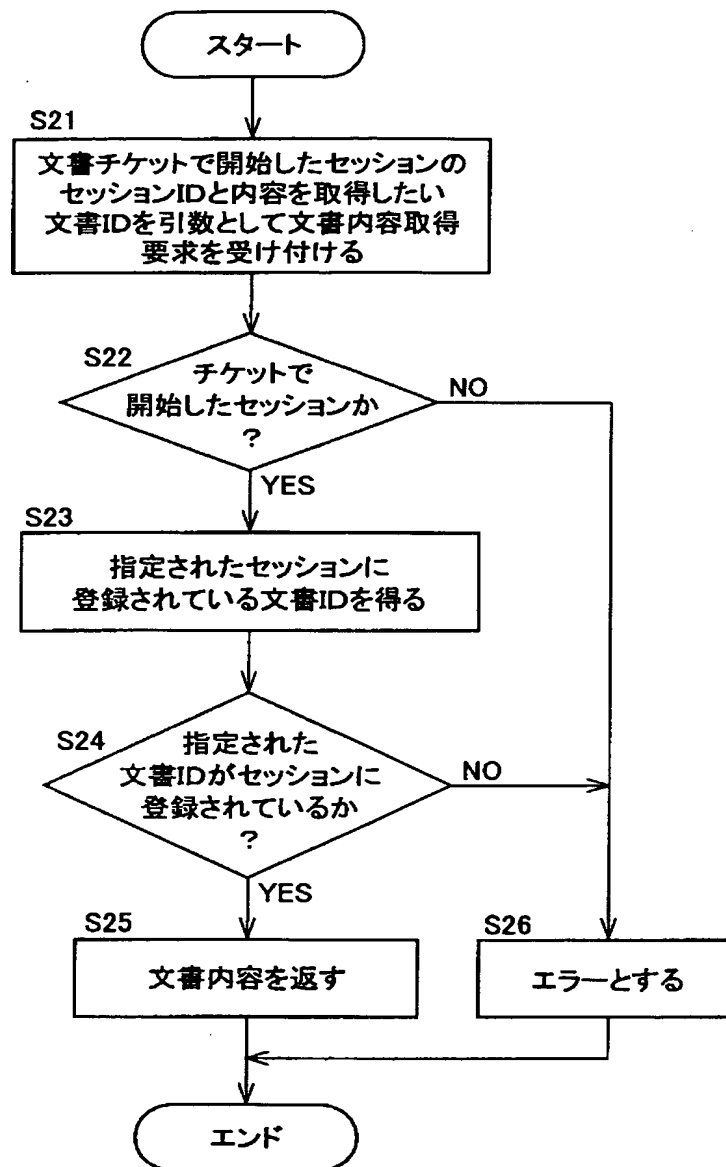 スタート
S21
文書チケットで開始したセッションの
セッションIDと内容を取得したい
文書IDを引数として文書内容取得
要求を受け付ける
S22
チケットで
開始したセッションか
?
NO
YES
S23
指定されたセッションに
登録されている文書IDを得る
S24
指定された
文書IDがセッションに
登録されているか
?
NO
YES
S25
文書内容を返す
S26
エラーとする
エンド